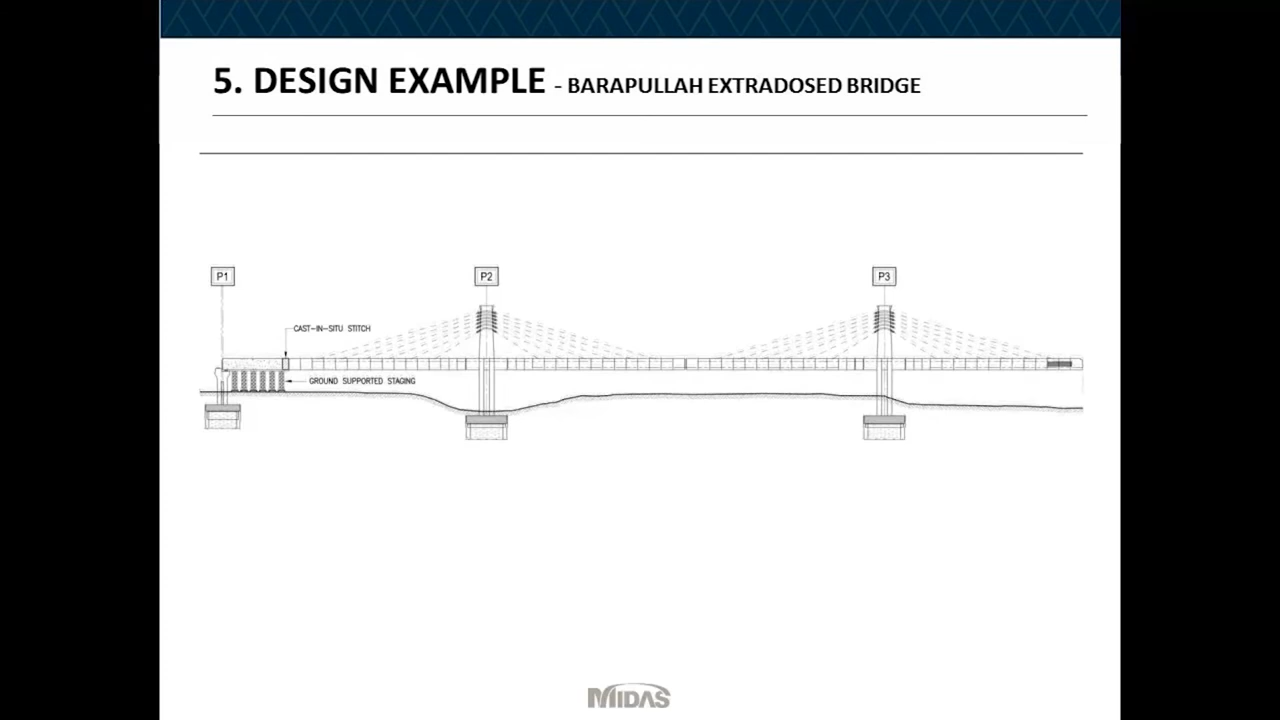 5. DESIGN EXAMPLE - BARAPULLAH EXTRADOSED BRIDGE
P1
P2
P3
CAST-IN-SITU STITCH
GROUND SUPPORTED STAGING
MIDAS